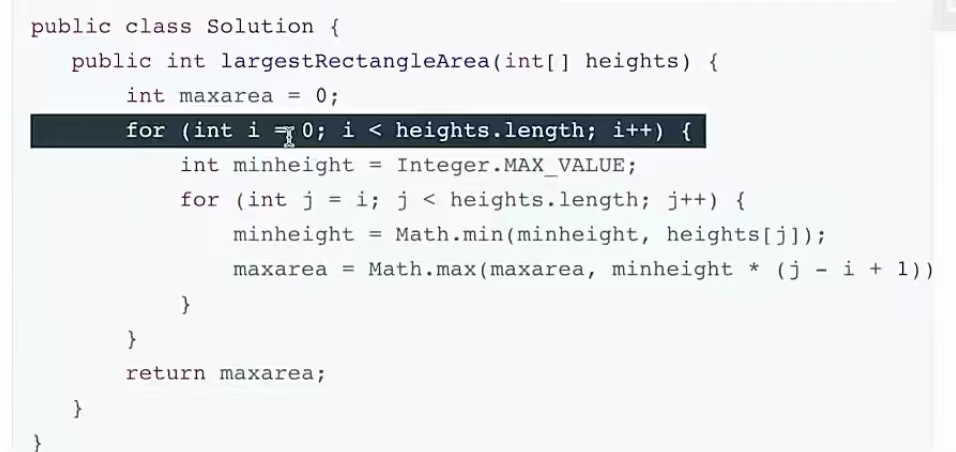 public class Solution {
public int largestRectangleArea(int[] heights) {
int maxarea = 0;
for (int i = 0; i < heights.length; i++) {
int minheight = Integer.MAX_VALUE;
for (int j = i; j < heights.length; j++) {
minheight = Math.min(minheight, heights[j]);
maxarea = Math.max(maxarea, minheight * (j - i + 1))
}
}
return maxarea;
}
}